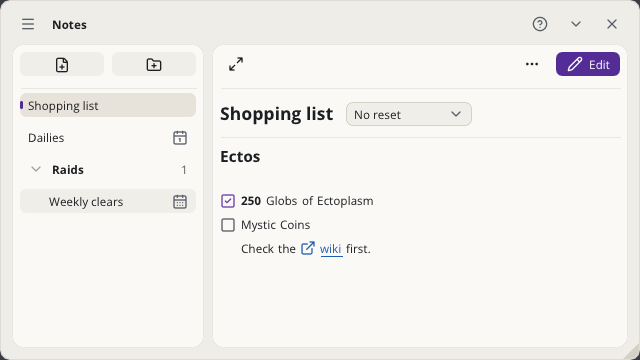 Notes
Shopping list
Dailies
Raids 1
Weekly clears
Edit
Shopping list No reset
Ectos
250 Globs of Ectoplasm
Mystic Coins
Check the wiki first.